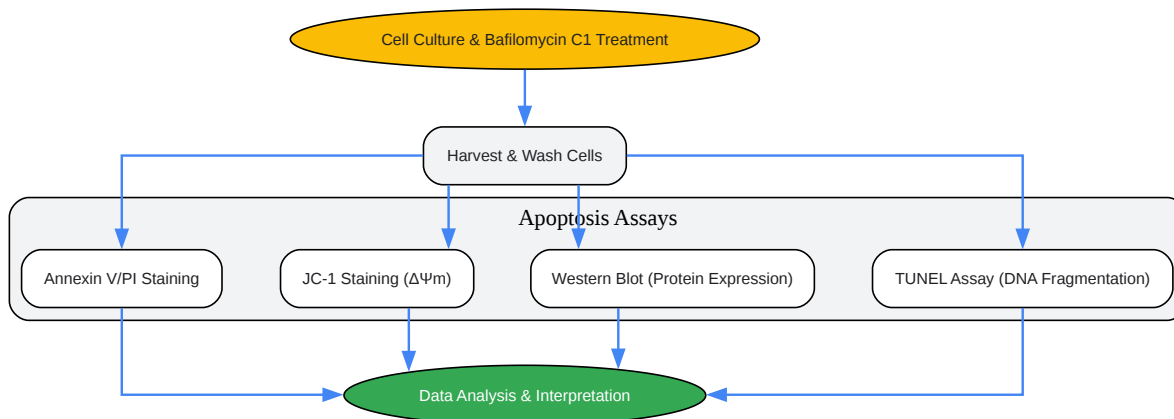 Cell Culture & Bafilomycin C1 Treatment
Harvest & Wash Cells
Apoptosis Assays
Annexin V/PI Staining
JC-1 Staining (ΔΨm)
Western Blot (Protein Expression)
TUNEL Assay (DNA Fragmentation)
Data Analysis & Interpretation